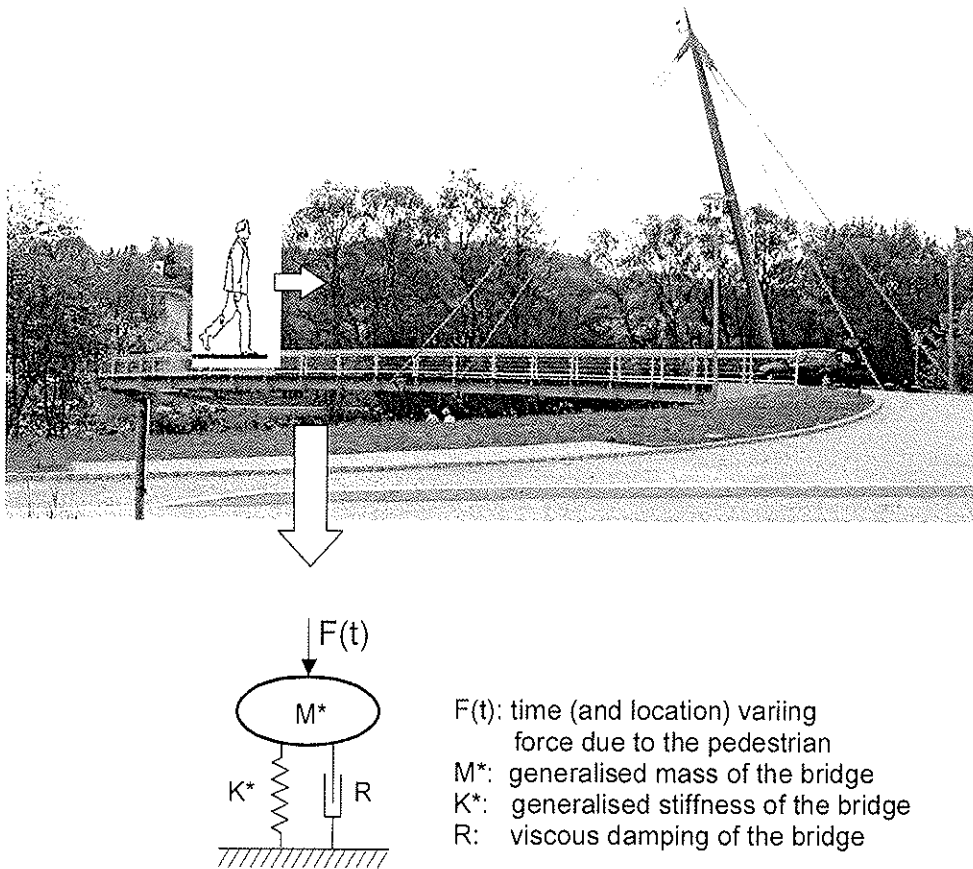 F(t)
M*
K*
R
F(t): time (and location) variing
force due to the pedestrian
M*: generalised mass of the bridge
K*: generalised stiffness of the bridge
R: viscous damping of the bridge